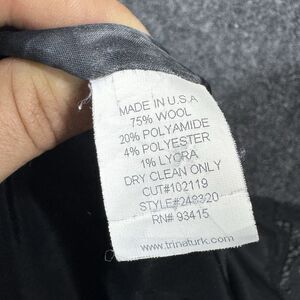 MADE IN U.S.A
75% WOOL
20% POLYAMIDE
4% POLYESTER
1% LYCRA
DRY CLEAN ONLY
CUT#102119
STYLE#248320
RN# 93415
www.trinaturk.com